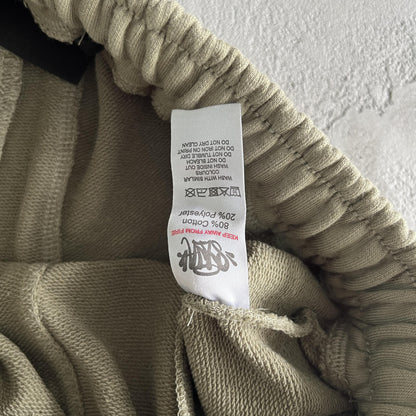 KEEP AWAY FROM FIRE
80% Cotton
20% Polyester
WASH WITH SIMILAR
COLOURS
WASH INSIDE OUT
DO NOT BLEACH
DO NOT TUMBLE DRY
DO NOT IRON ON PRINT
DO NOT DRY CLEAN